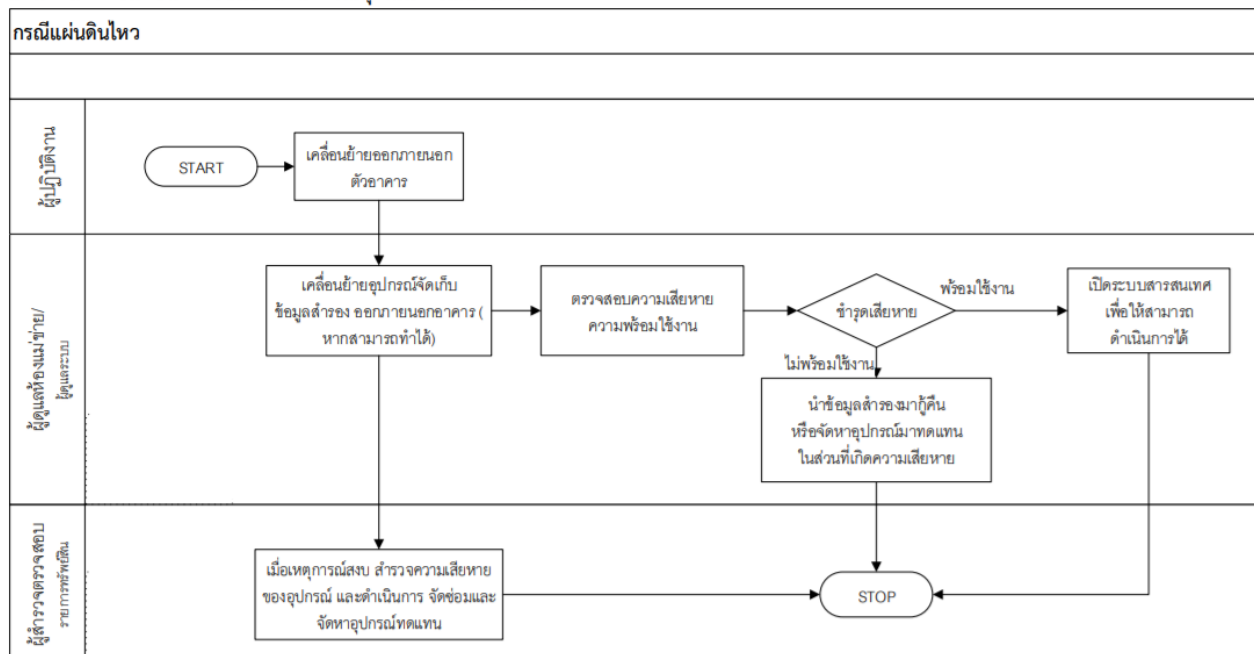 กรณีแผ่นดินไหว
ผู้ปฏิบัติงาน
START
เคลื่อนย้ายออกภายนอก
ตัวอาคาร
ผู้ดูแลห้องแม่ข่าย/
ผู้ดูแลระบบ
เคลื่อนย้ายอุปกรณ์จัดเก็บ
ข้อมูลสำรอง ออกภายนอกอาคาร (
หากสามารถทำได้)
ตรวจสอบความเสียหาย
ความพร้อมใช้งาน
ชำรุดเสียหาย
พร้อมใช้งาน
เปิดระบบสารสนเทศ
เพื่อให้สามารถ
ดำเนินการได้
ไม่พร้อมใช้งาน
นำข้อมูลสำรองมากู้คืน
หรือจัดหาอุปกรณ์มาทดแทน
ในส่วนที่เกิดความเสียหาย
ผู้สำรวจตรวจสอบ
รายการทรัพย์สิน
เมื่อเหตุการณ์สงบ สำรวจความเสียหาย
ของอุปกรณ์ และดำเนินการ จัดซ่อมและ
จัดหาอุปกรณ์ทดแทน
STOP